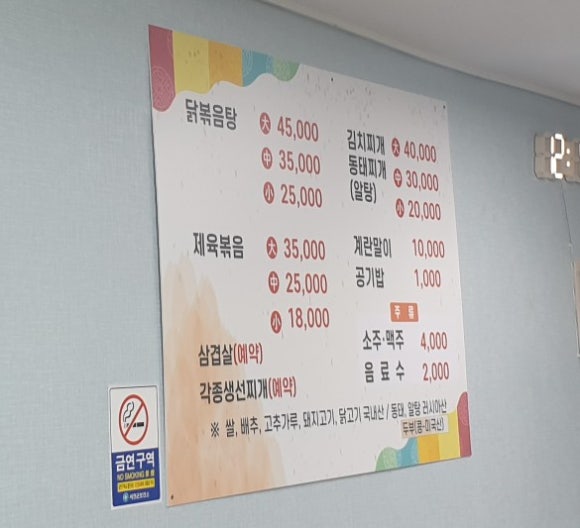 닭볶음탕 大 45,000
中 35,000
小 25,000
김치찌개 大 40,000
동태찌개 中 30,000
(알탕) 小 20,000
제육볶음 大 35,000
中 25,000
小 18,000
계란말이 10,000
공기밥 1,000
삼겹살(예약)
각종생선찌개(예약)
주 류
소주·맥주 4,000
음 료 수 2,000
※ 쌀, 배추, 고추가루, 돼지고기, 닭고기 국내산 / 동태, 알탕 러시아산
두부(콩-미국산)
금연구역
NO SMOKING
12: